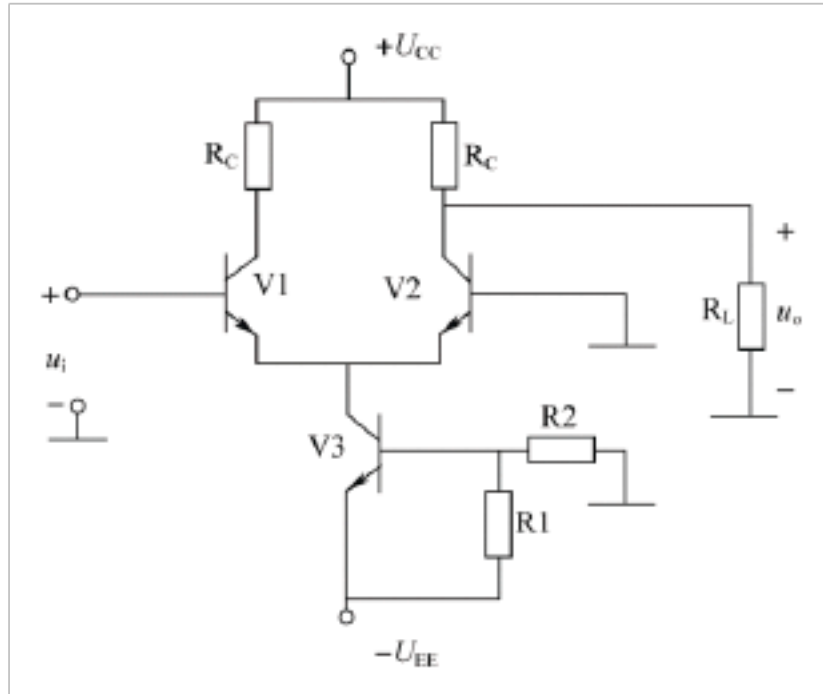 +U_CC
R_C
R_C
V1
V2
+
+
R_L
u_o
u_i
-
-
R2
V3
R1
-U_EE